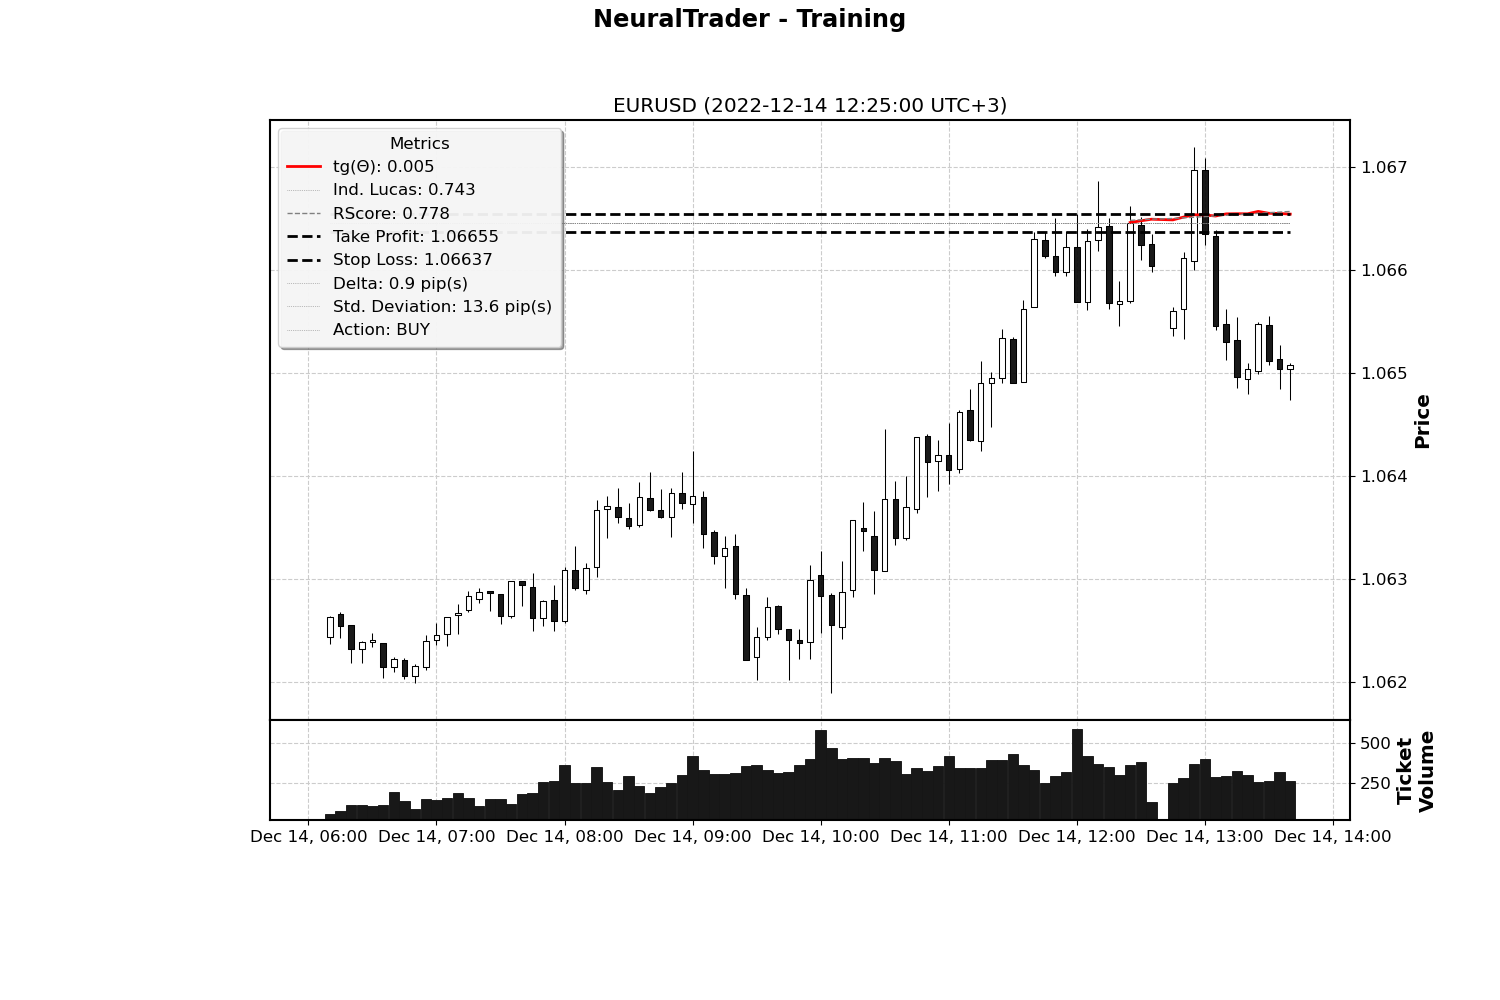 NeuralTrader - Training
EURUSD (2022-12-14 12:25:00 UTC+3)
Metrics
tg(Θ): 0.005
Ind. Lucas: 0.743
RScore: 0.778
Take Profit: 1.06655
Stop Loss: 1.06637
Delta: 0.9 pip(s)
Std. Deviation: 13.6 pip(s)
Action: BUY
1.067
1.066
1.065
1.064
1.063
1.062
Price
500
250
Ticket
Volume
Dec 14, 06:00 Dec 14, 07:00 Dec 14, 08:00 Dec 14, 09:00 Dec 14, 10:00 Dec 14, 11:00 Dec 14, 12:00 Dec 14, 13:00 Dec 14, 14:00